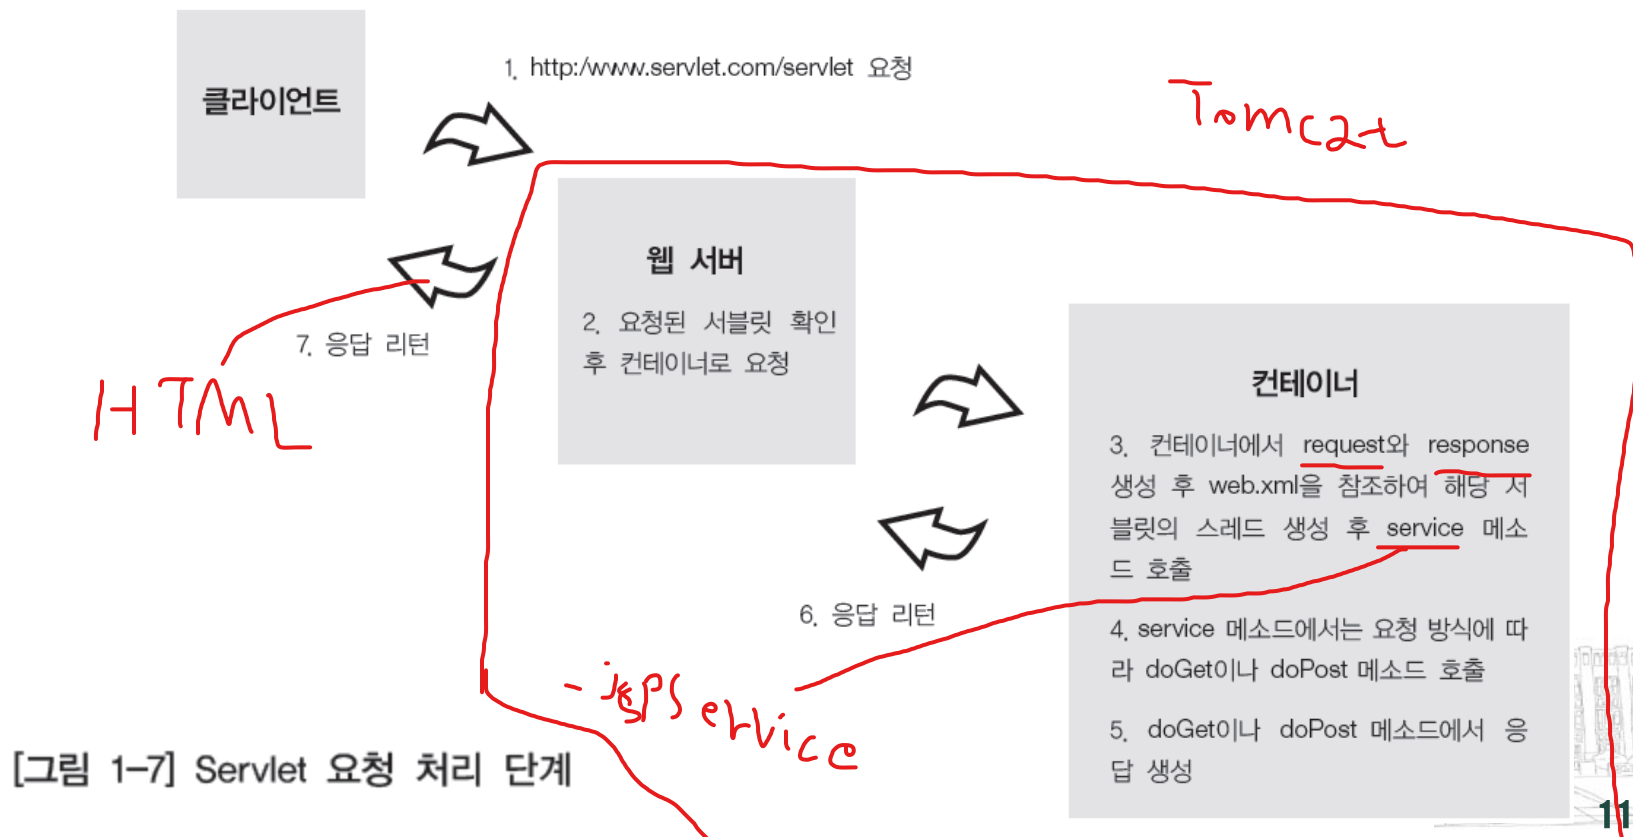 클라이언트
1. http:/www.servlet.com/servlet 요청
Tomcat
웹 서버
2. 요청된 서블릿 확인
후 컨테이너로 요청
7. 응답 리턴
HTML
컨테이너
3. 컨테이너에서 request와 response
생성 후 web.xml을 참조하여 해당 서
블릿의 스레드 생성 후 service 메소
드 호출
6. 응답 리턴
4. service 메소드에서는 요청 방식에 따
라 doGet이나 doPost 메소드 호출
- jspService
5. doGet이나 doPost 메소드에서 응
답 생성
[그림 1-7] Servlet 요청 처리 단계
11